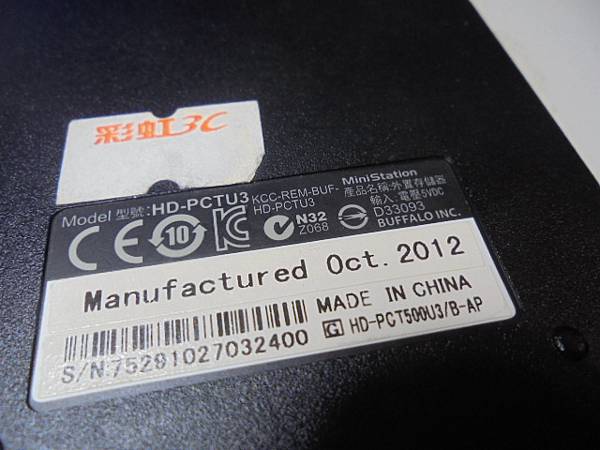 彩虹3C
Model 型號:HD-PCTU3 KCC-REM-BUF-HD-PCTU3
MiniStation
產品名稱:外置存儲器
輸入:電壓5VDC
10 N32 Z068 D33093
BUFFALO INC.
Manufactured Oct. 2012
MADE IN CHINA
S/N:75291027032400 G HD-PCT500U3/B-AP